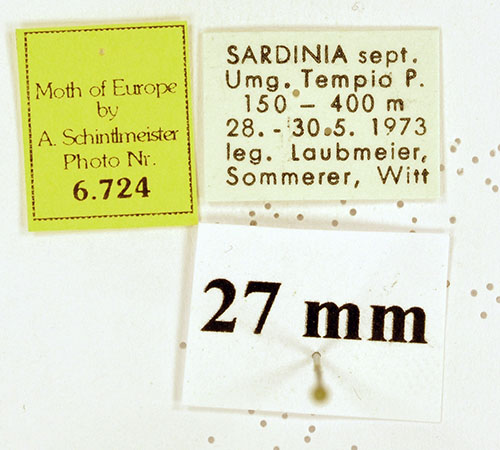 Moth of Europe
by
A. Schintlmeister
Photo Nr.
6.724
SARDINIA sept.
Umg. Tempio P.
150 – 400 m
28. - 30.5. 1973
leg. Laubmeier,
Sommerer, Witt
27 mm